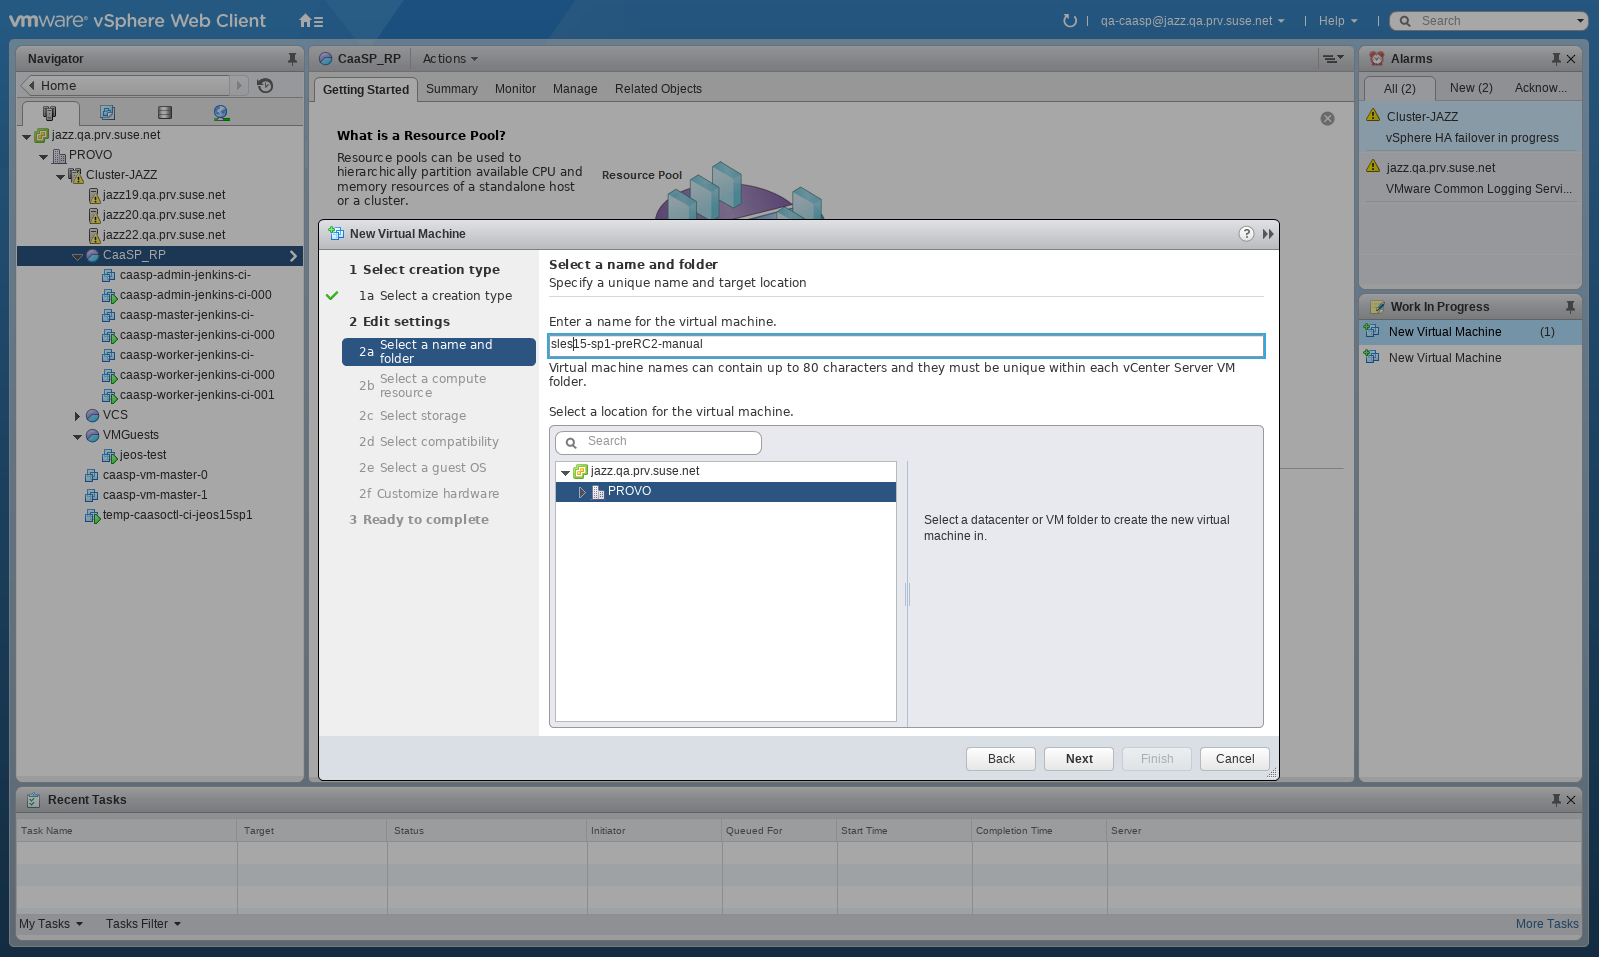 vmware® vSphere Web Client
qa-caasp@jazz.qa.prv.suse.net
Help
Search
Navigator
Home
jazz.qa.prv.suse.net
PROVO
Cluster-JAZZ
jazz19.qa.prv.suse.net
jazz20.qa.prv.suse.net
jazz22.qa.prv.suse.net
CaaSP_RP
caasp-admin-jenkins-ci-
caasp-admin-jenkins-ci-000
caasp-master-jenkins-ci-
caasp-master-jenkins-ci-000
caasp-worker-jenkins-ci-
caasp-worker-jenkins-ci-000
caasp-worker-jenkins-ci-001
VCS
VMGuests
jeos-test
caasp-vm-master-0
caasp-vm-master-1
temp-caasoctl-ci-jeos15sp1
CaaSP_RP
Actions
Getting Started
Summary
Monitor
Manage
Related Objects
What is a Resource Pool?
Resource pools can be used to
hierarchically partition available CPU and
memory resources of a standalone host
or a cluster.
Resource Pool
New Virtual Machine
?
1 Select creation type
1a Select a creation type
2 Edit settings
2a Select a name and
folder
2b Select a compute
resource
2c Select storage
2d Select compatibility
2e Select a guest OS
2f Customize hardware
3 Ready to complete
Select a name and folder
Specify a unique name and target location
Enter a name for the virtual machine.
sles15-sp1-preRC2-manual
Virtual machine names can contain up to 80 characters and they must be unique within each vCenter Server VM
folder.
Select a location for the virtual machine.
Search
jazz.qa.prv.suse.net
PROVO
Select a datacenter or VM folder to create the new virtual
machine in.
Back
Next
Finish
Cancel
Alarms
All (2)
New (2)
Acknow...
Cluster-JAZZ
vSphere HA failover in progress
jazz.qa.prv.suse.net
VMware Common Logging Servi...
Work In Progress
New Virtual Machine (1)
New Virtual Machine
Recent Tasks
Task Name
Target
Status
Initiator
Queued For
Start Time
Completion Time
Server
My Tasks
Tasks Filter
More Tasks